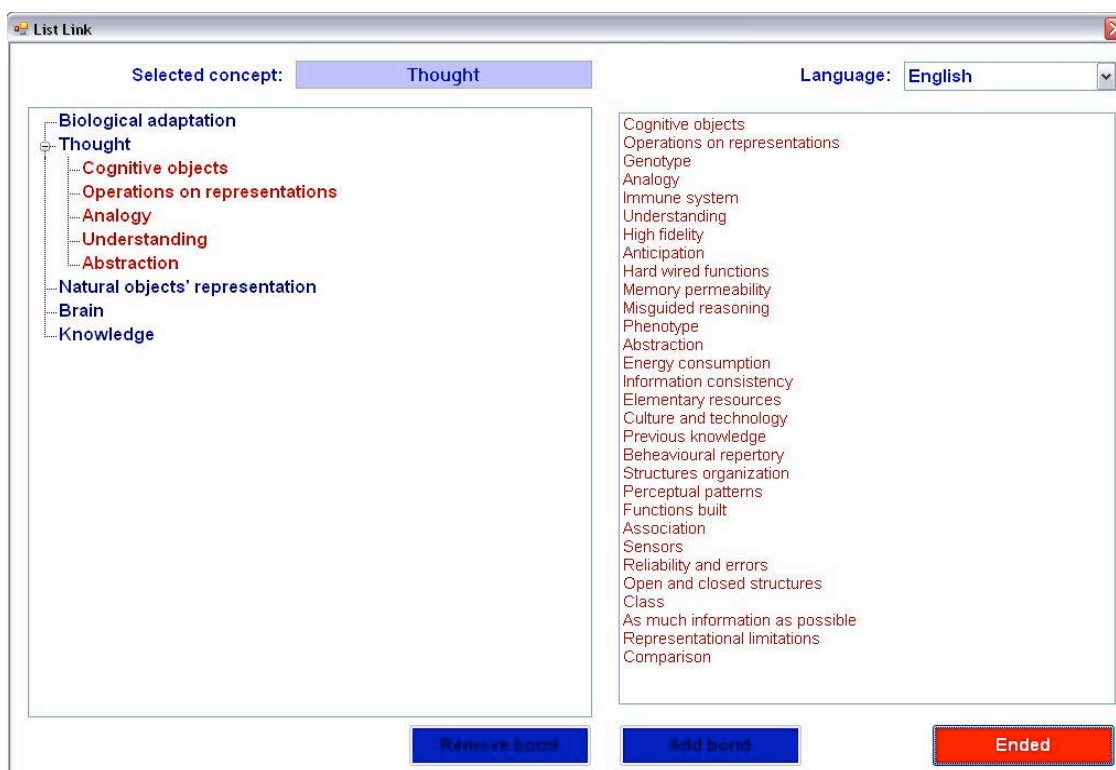 List Link
Selected concept: Thought
Language: English
Biological adaptation
Thought
Cognitive objects
Operations on representations
Analogy
Understanding
Abstraction
Natural objects' representation
Brain
Knowledge
Cognitive objects
Operations on representations
Genotype
Analogy
Immune system
Understanding
High fidelity
Anticipation
Hard wired functions
Memory permeability
Misguided reasoning
Phenotype
Abstraction
Energy consumption
Information consistency
Elementary resources
Culture and technology
Previous knowledge
Beheavioural repertory
Structures organization
Perceptual patterns
Functions built
Association
Sensors
Reliability and errors
Open and closed structures
Class
As much information as possible
Representational limitations
Comparison
Remove bond
Add bond
Ended